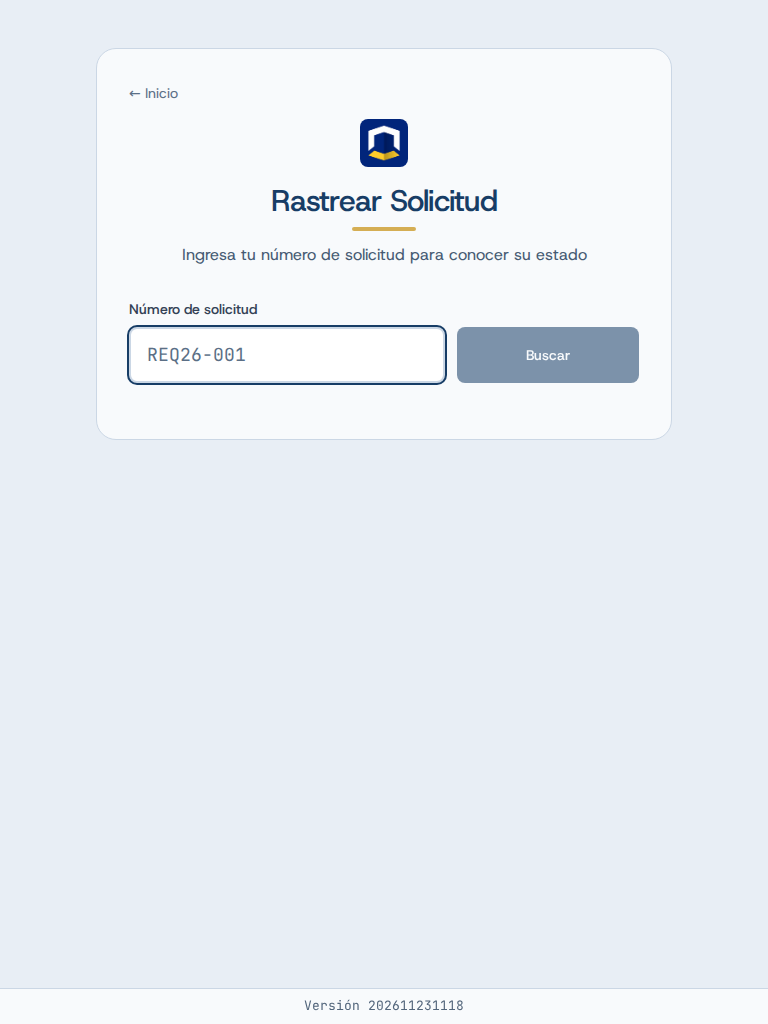 ← Inicio
Rastrear Solicitud
Ingresa tu número de solicitud para conocer su estado
Número de solicitud
REQ26-001
Buscar
Versión 202611231118